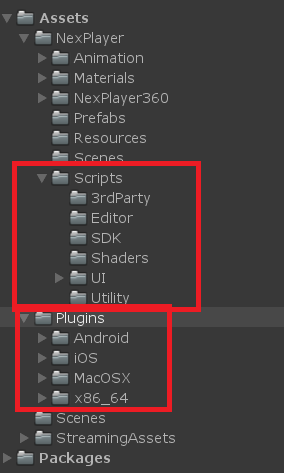 Assets
NexPlayer
Animation
Materials
NexPlayer360
Prefabs
Resources
Scenes
Scripts
3rdParty
Editor
SDK
Shaders
UI
Utility
Plugins
Android
iOS
MacOSX
x86_64
Scenes
StreamingAssets
Packages